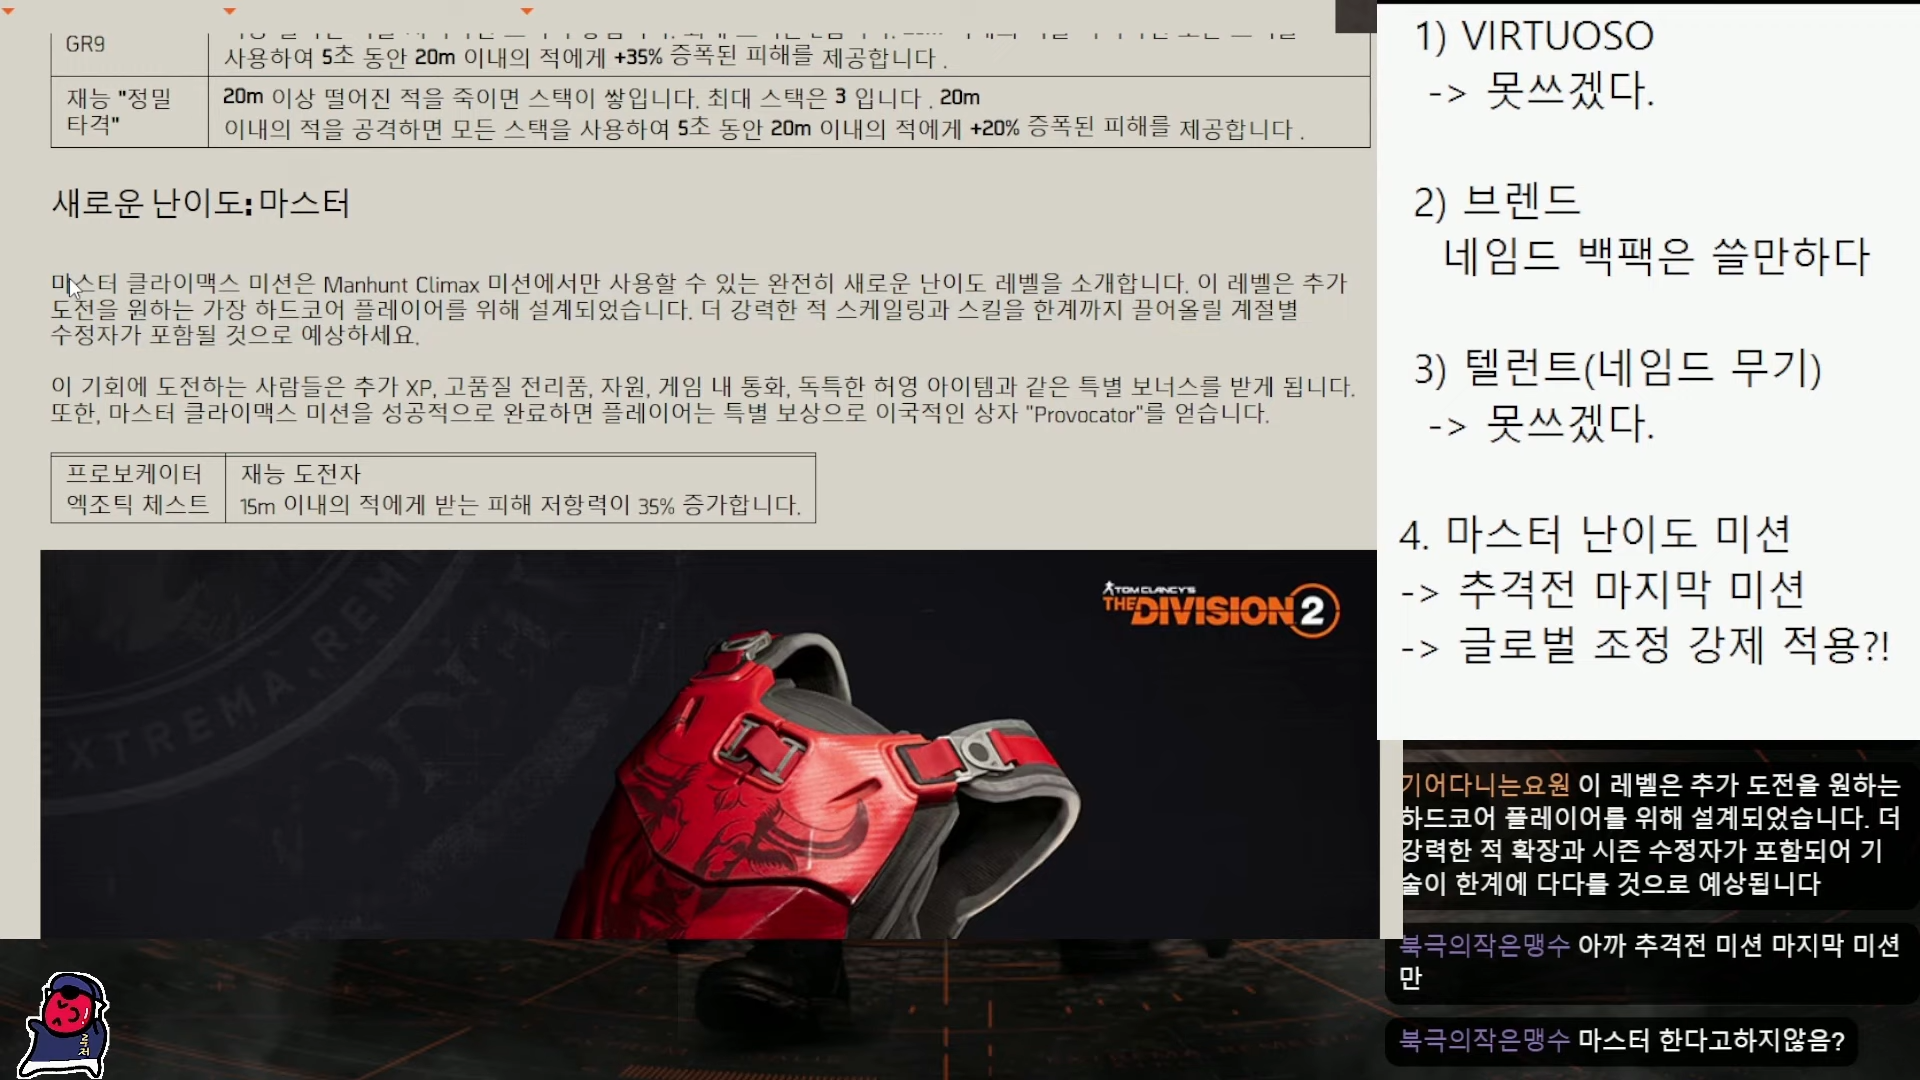 GR9
사용하여 5초 동안 20m 이내의 적에게 +35% 증폭된 피해를 제공합니다 .
재능 "정밀
타격"
20m 이상 떨어진 적을 죽이면 스택이 쌓입니다. 최대 스택은 3 입니다 . 20m
이내의 적을 공격하면 모든 스택을 사용하여 5초 동안 20m 이내의 적에게 +20% 증폭된 피해를 제공합니다 .
새로운 난이도: 마스터
마스터 클라이맥스 미션은 Manhunt Climax 미션에서만 사용할 수 있는 완전히 새로운 난이도 레벨을 소개합니다. 이 레벨은 추가
도전을 원하는 가장 하드코어 플레이어를 위해 설계되었습니다. 더 강력한 적 스케일링과 스킬을 한계까지 끌어올릴 계절별
수정자가 포함될 것으로 예상하세요.
이 기회에 도전하는 사람들은 추가 XP, 고품질 전리품, 자원, 게임 내 통화, 독특한 허영 아이템과 같은 특별 보너스를 받게 됩니다.
또한, 마스터 클라이맥스 미션을 성공적으로 완료하면 플레이어는 특별 보상으로 이국적인 상자 "Provocator"를 얻습니다.
프로보케이터
엑조틱 체스트
재능 도전자
15m 이내의 적에게 받는 피해 저항력이 35% 증가합니다.
TOM CLANCY'S
THE DIVISION 2
EXTREMA REM
루저
1) VIRTUOSO
-> 못쓰겠다.
2) 브렌드
네임드 백팩은 쓸만하다
3) 텔런트(네임드 무기)
-> 못쓰겠다.
4. 마스터 난이도 미션
-> 추격전 마지막 미션
-> 글로벌 조정 강제 적용?!
기어다니는요원 이 레벨은 추가 도전을 원하는
하드코어 플레이어를 위해 설계되었습니다. 더
강력한 적 확장과 시즌 수정자가 포함되어 기
술이 한계에 다다를 것으로 예상됩니다
북극의작은맹수 아까 추격전 미션 마지막 미션
만
북극의작은맹수 마스터 한다고하지않음?